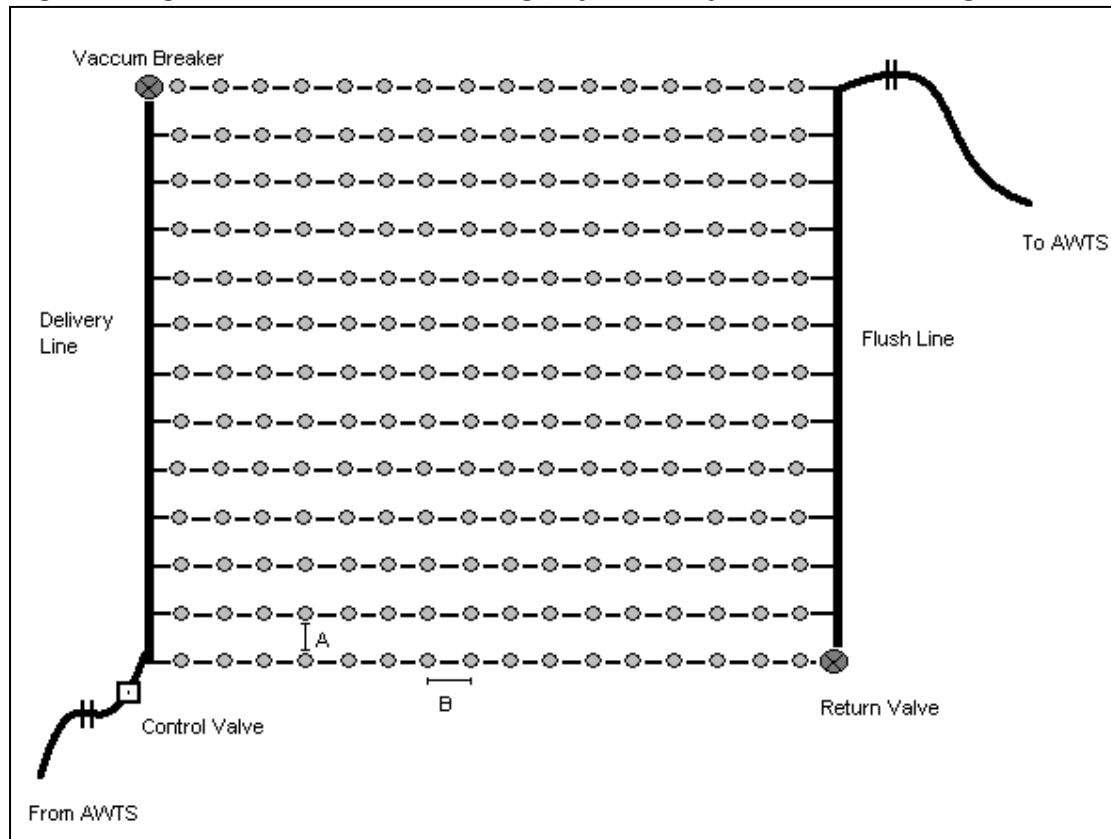 Vaccum Breaker
To AWTS
Delivery
Line
Flush Line
A
B
Return Valve
Control Valve
From AWTS